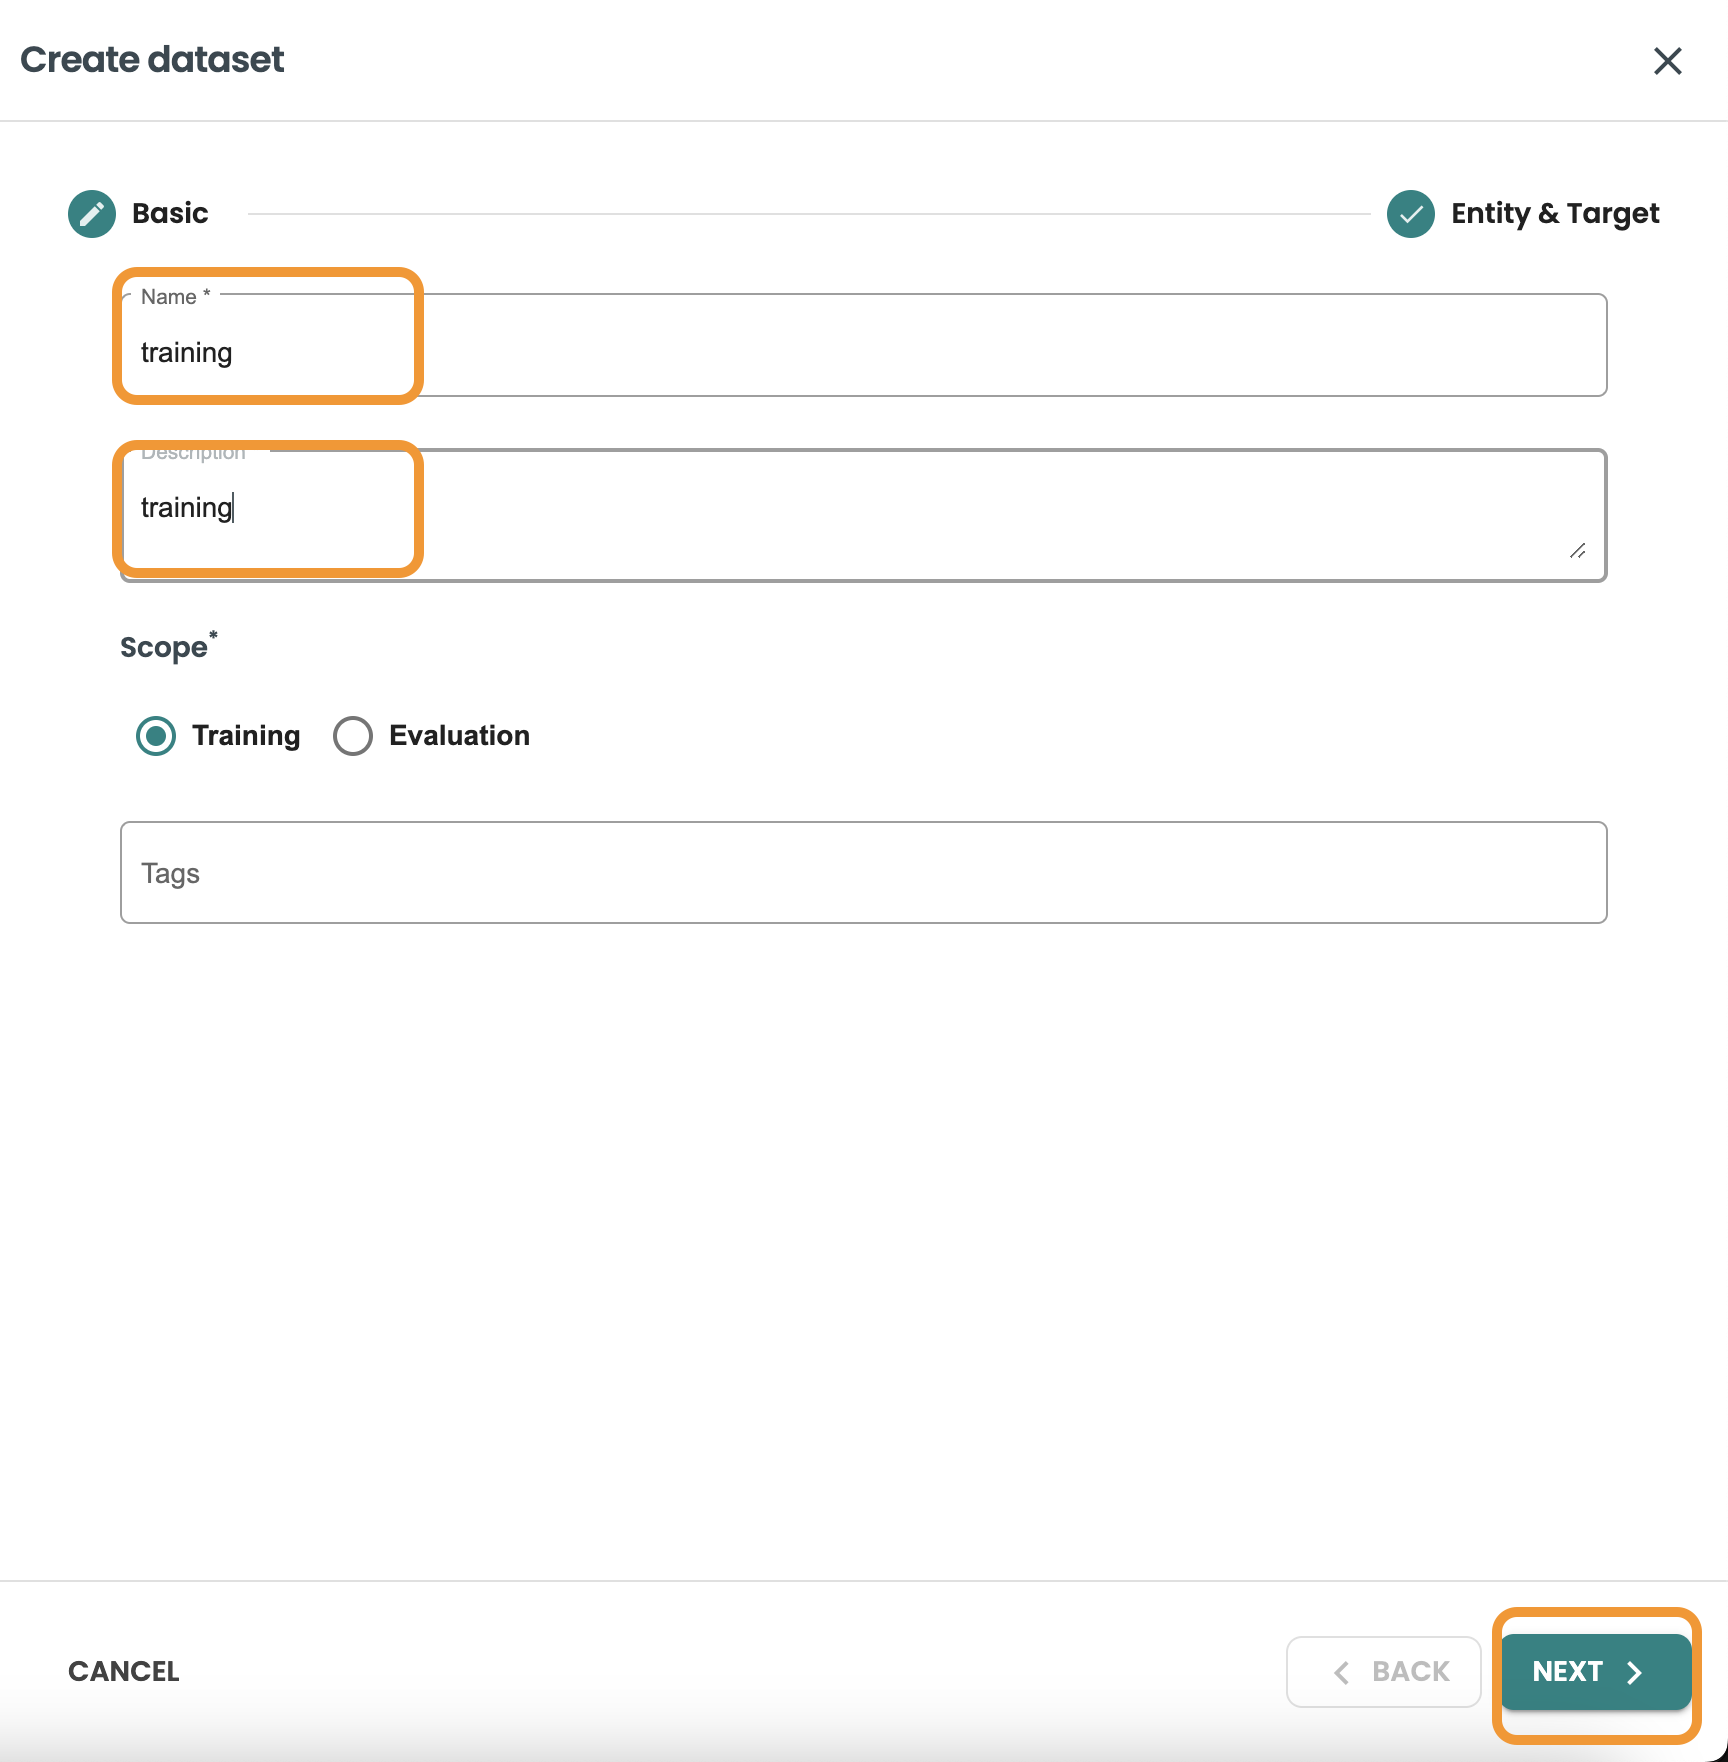 Create dataset
Basic
Entity & Target
Name *
training
Description
training
Scope*
Training
Evaluation
Tags
CANCEL
BACK
NEXT